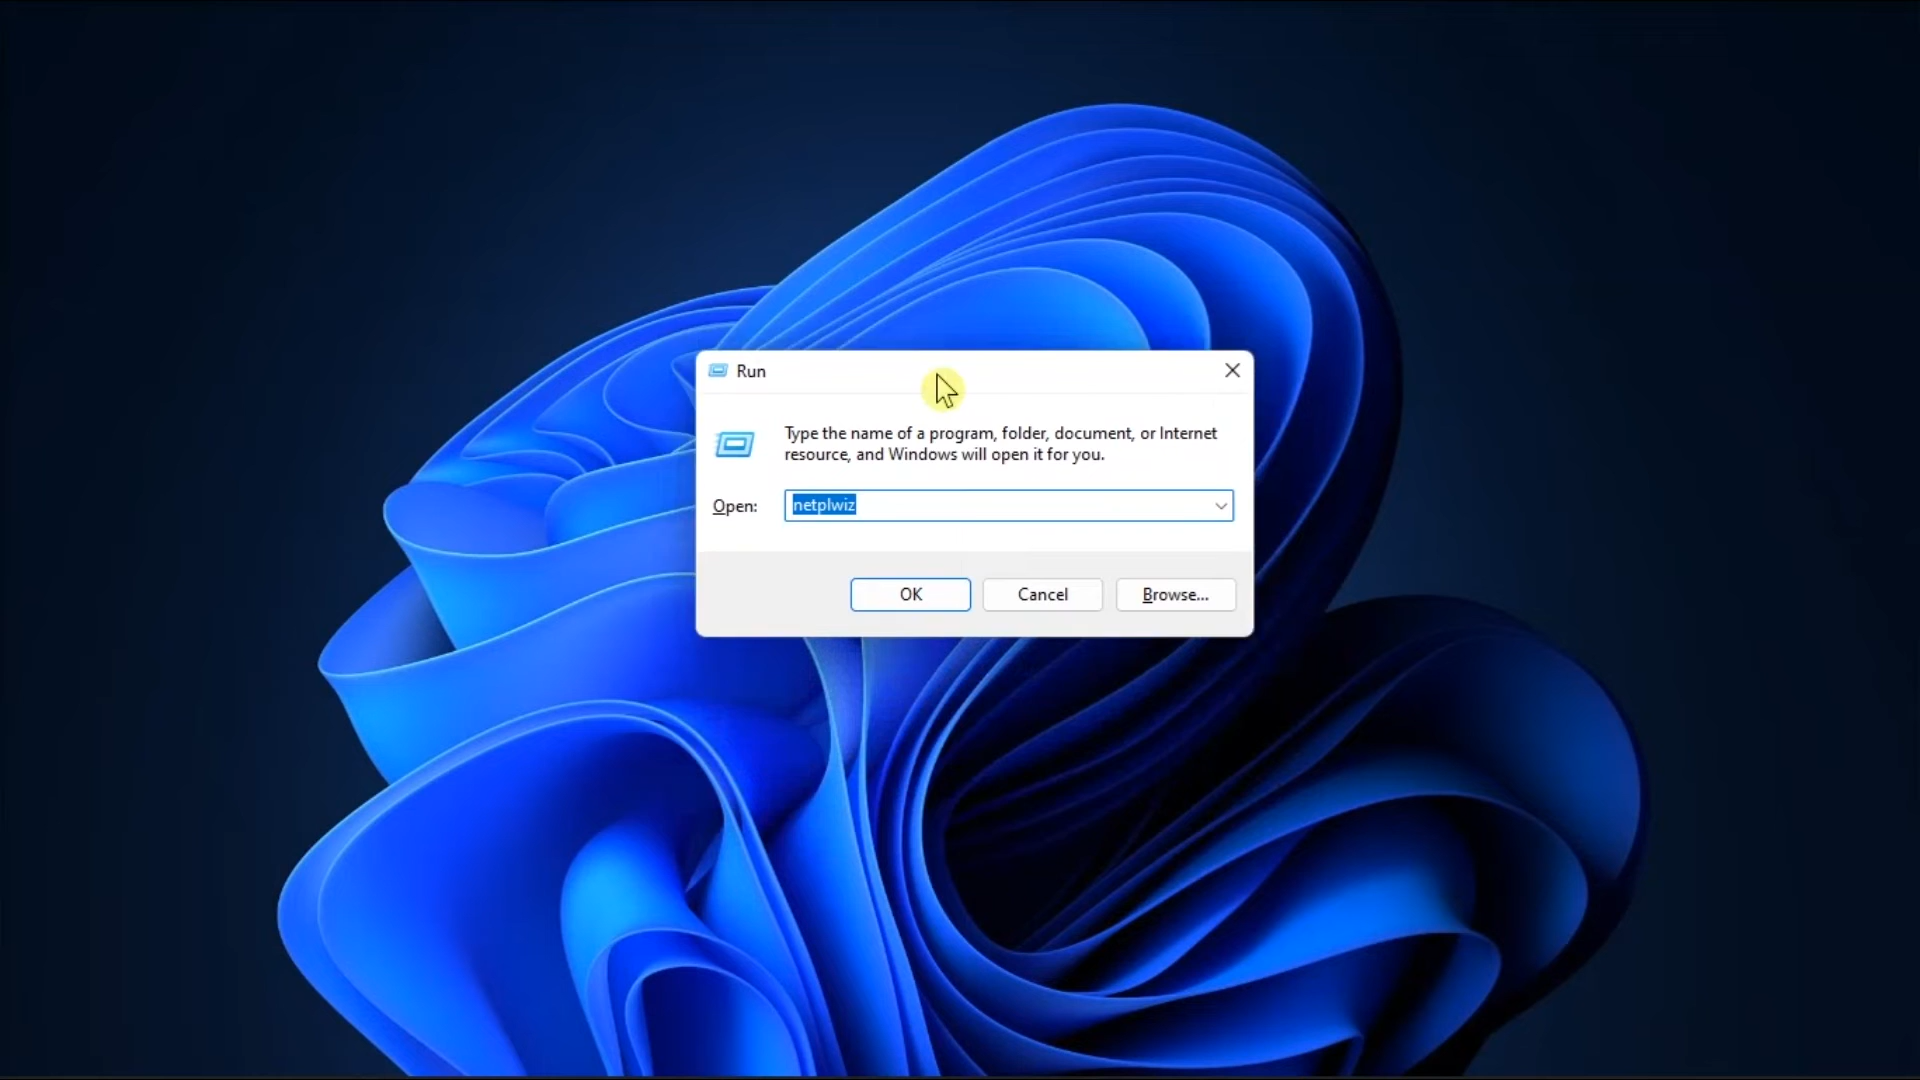 Run
Type the name of a program, folder, document, or Internet
resource, and Windows will open it for you.
Open: netplwiz
OK Cancel Browse...